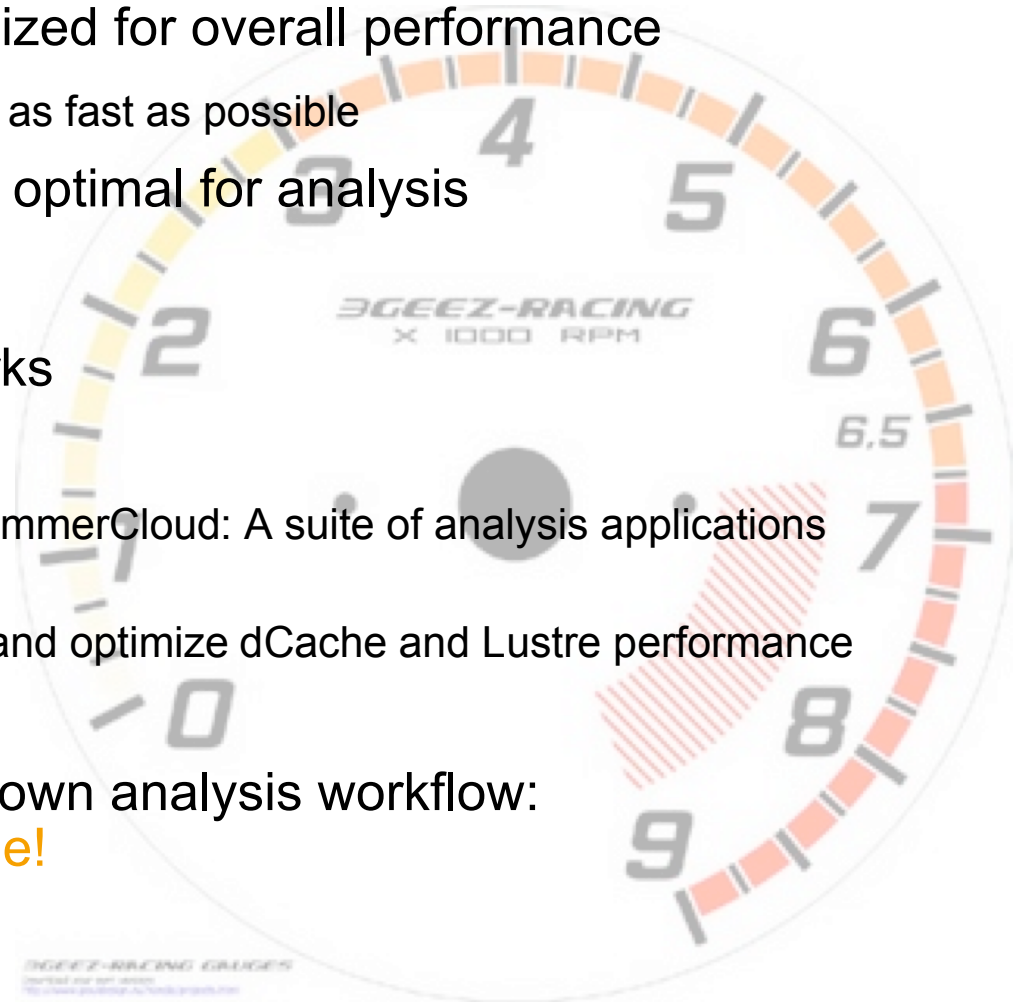 ized for overall performance
as fast as possible
optimal for analysis
ks
mmerCloud: A suite of analysis applications
and optimize dCache and Lustre performance
own analysis workflow:
e!
3GEEZ-RACING
X 1000 RPM
0
1
2
3
4
5
6
6,5
7
8
9
3GEEZ-RACING GAUGES